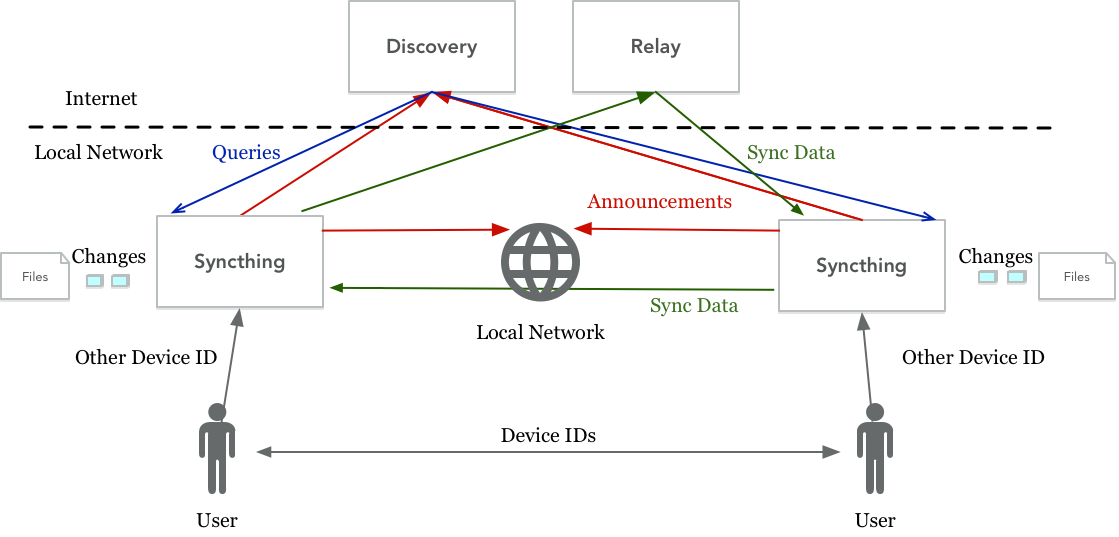 Discovery
Relay
Internet
Local Network
Queries
Sync Data
Announcements
Syncthing
Changes
Files
Syncthing
Changes
Files
Sync Data
Local Network
Other Device ID
Other Device ID
Device IDs
User
User